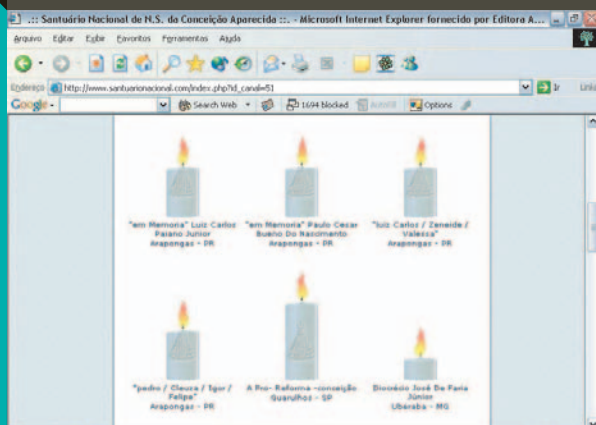 .:: Santuário Nacional de N.S. da Conceição Aparecida ::. - Microsoft Internet Explorer fornecido por Editora A...
Arquivo Editar Exibir Favoritos Ferramentas Ajuda
Endereço http://www.santuarionacional.com/index.php?id_canal=51 Ir Links
Google Search Web 1694 blocked AutoFill Options
"em Memoria" Luiz Carlos
Paiano Junior
Arapongas - PR
"em Memoria" Paulo Cesar
Bueno Do Nascimento
Arapongas - PR
"luiz Carlos / Zeneide /
Valessa"
Arapongas - PR
"pedro / Cleuza / Igor /
Felipe"
Arapongas - PR
A Pro- Reforma -conceição
Guarulhos - SP
José De Faria
Júnior
Uberaba - MG